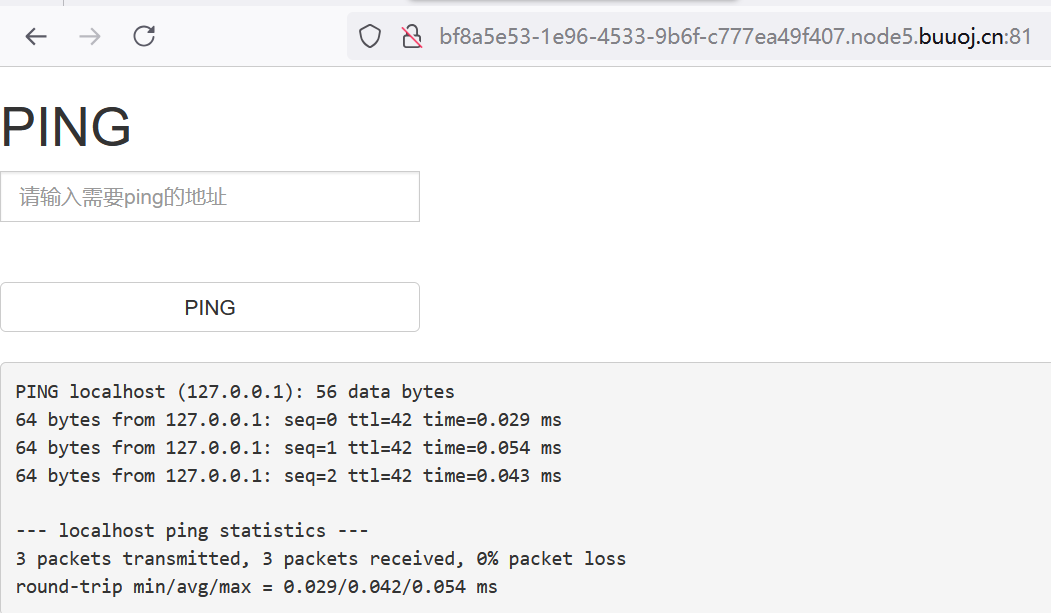 bf8a5e53-1e96-4533-9b6f-c777ea49f407.node5.buuoj.cn:81
PING
请输入需要ping的地址
PING
PING localhost (127.0.0.1): 56 data bytes
64 bytes from 127.0.0.1: seq=0 ttl=42 time=0.029 ms
64 bytes from 127.0.0.1: seq=1 ttl=42 time=0.054 ms
64 bytes from 127.0.0.1: seq=2 ttl=42 time=0.043 ms
--- localhost ping statistics ---
3 packets transmitted, 3 packets received, 0% packet loss
round-trip min/avg/max = 0.029/0.042/0.054 ms